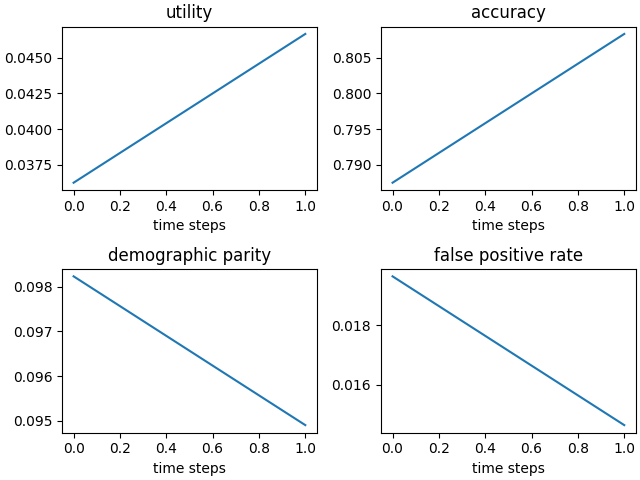 utility
accuracy
0.0450
0.0425
0.0400
0.0375
0.805
0.800
0.795
0.790
0.0 0.2 0.4 0.6 0.8 1.0
0.0 0.2 0.4 0.6 0.8 1.0
time steps
time steps
demographic parity
false positive rate
0.098
0.097
0.096
0.095
0.018
0.016
0.0 0.2 0.4 0.6 0.8 1.0
0.0 0.2 0.4 0.6 0.8 1.0
time steps
time steps